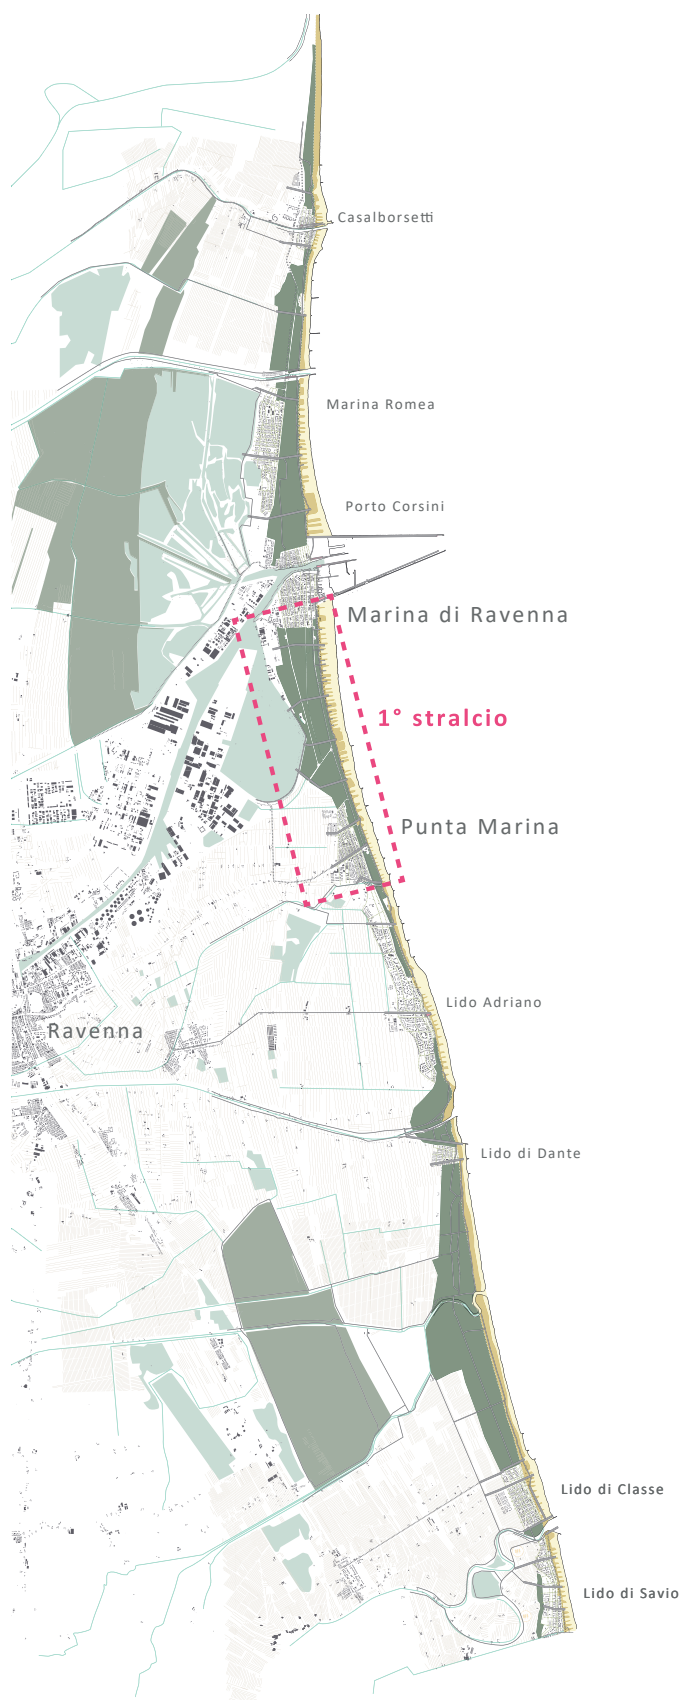 Casalborsetti
Marina Romea
Porto Corsini
Marina di Ravenna
1° stralcio
Punta Marina
Lido Adriano
Ravenna
Lido di Dante
Lido di Classe
Lido di Savio